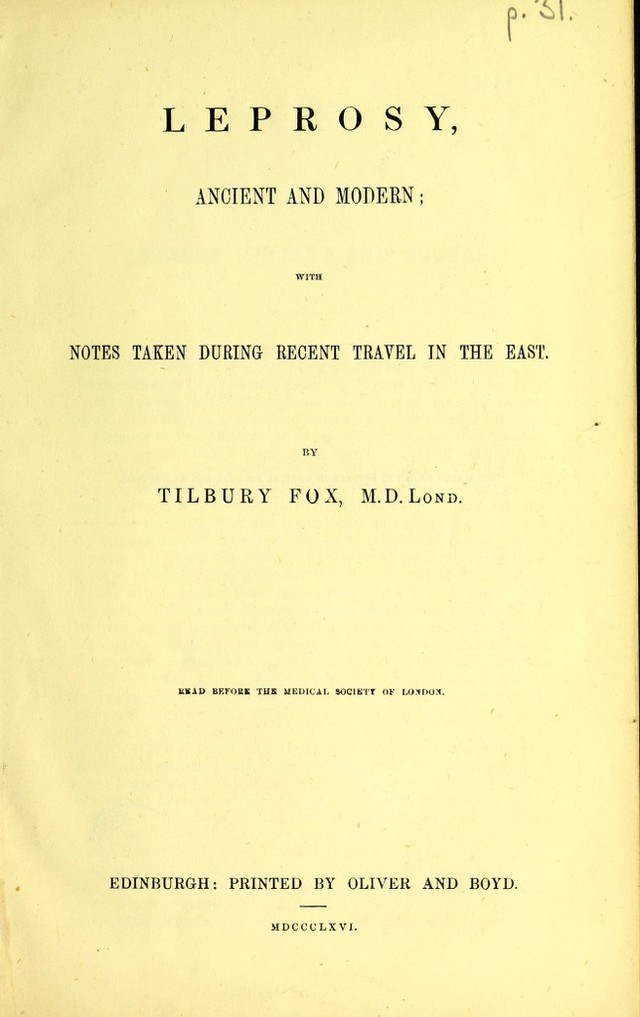 p. 31.
LEPROSY,
ANCIENT AND MODERN;
WITH
NOTES TAKEN DURING RECENT TRAVEL IN THE EAST.
BY
TILBURY FOX, M.D. LOND.
READ BEFORE THE MEDICAL SOCIETY OF LONDON.
EDINBURGH: PRINTED BY OLIVER AND BOYD.
MDCCCLXVI.